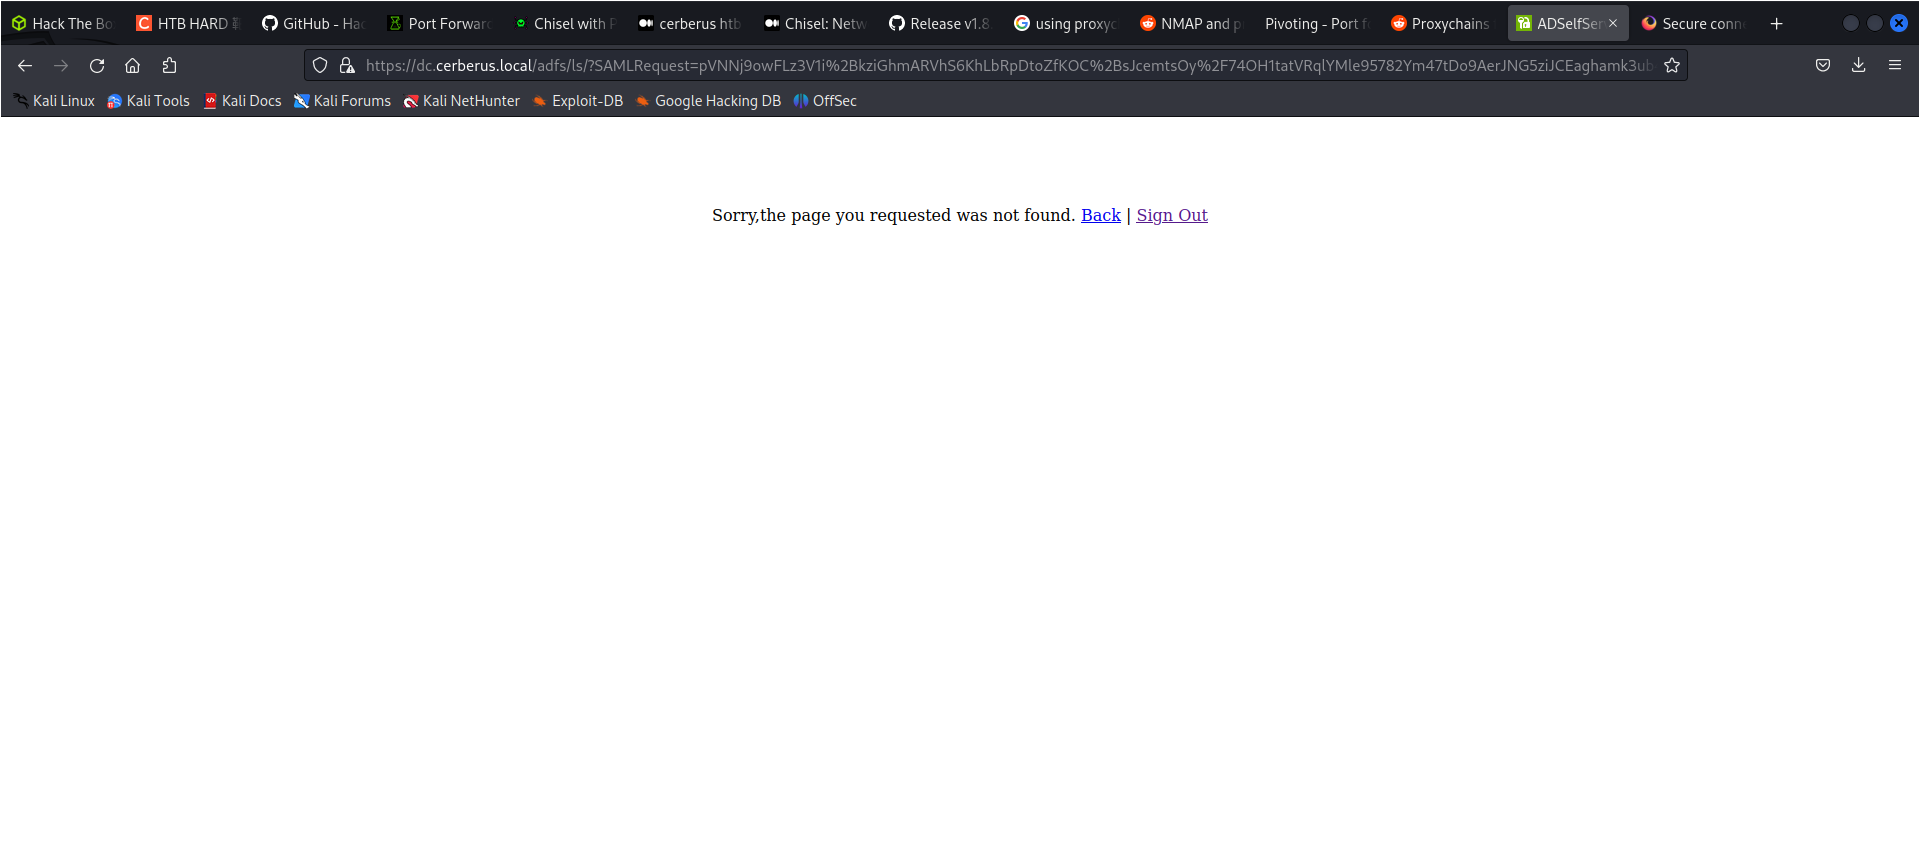 Hack The Bo HTB HARD GitHub - Hac Port Forward Chisel with P cerberus htb Chisel: Netw Release v1.8. using proxyc NMAP and p Pivoting - Port f Proxychains ADSelfSer Secure conn
https://dc.cerberus.local/adfs/ls/?SAMLRequest=pVNNj9owFLz3V1i%2BkziGhmARVhS6KhLbRpDtoZfKOC%2BsJcemtsOy%2F74OH1tatVRqlYMle95782Ym47tDo9AerJNG5ziJCEaghamk3ub
Kali Linux Kali Tools Kali Docs Kali Forums Kali NetHunter Exploit-DB Google Hacking DB OffSec
Sorry,the page you requested was not found. Back | Sign Out